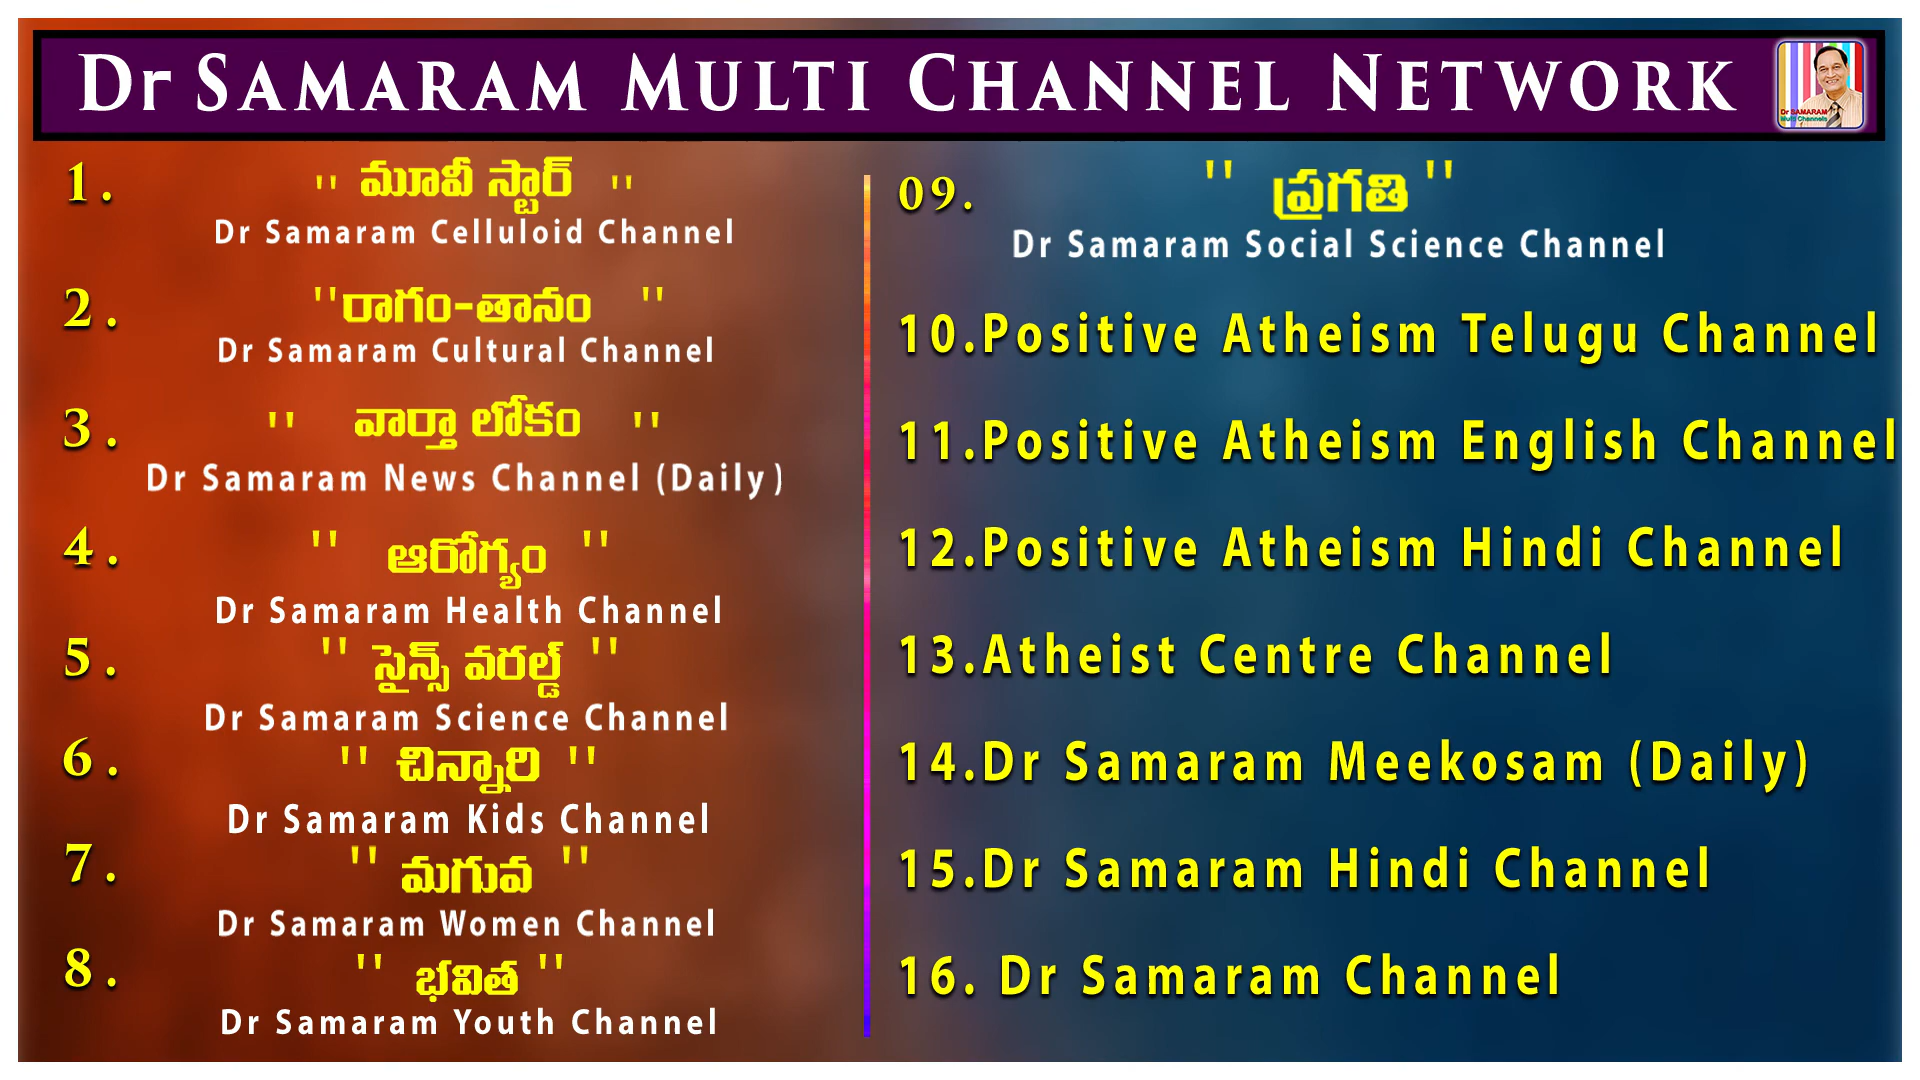 Dr SAMARAM MULTI CHANNEL NETWORK
Dr SAMARAM
Multi Channels
1. " మూవీ స్టార్ "
Dr Samaram Celluloid Channel
2. "రాగం-తానం "
Dr Samaram Cultural Channel
3. " వార్తా లోకం "
Dr Samaram News Channel (Daily)
4. " ఆరోగ్యం "
Dr Samaram Health Channel
5. " సైన్స్ వరల్డ్ "
Dr Samaram Science Channel
6. " చిన్నారి "
Dr Samaram Kids Channel
7. " మగువ "
Dr Samaram Women Channel
8. " భవిత "
Dr Samaram Youth Channel
09. " ప్రగతి "
Dr Samaram Social Science Channel
10.Positive Atheism Telugu Channel
11.Positive Atheism English Channel
12.Positive Atheism Hindi Channel
13.Atheist Centre Channel
14.Dr Samaram Meekosam (Daily)
15.Dr Samaram Hindi Channel
16. Dr Samaram Channel